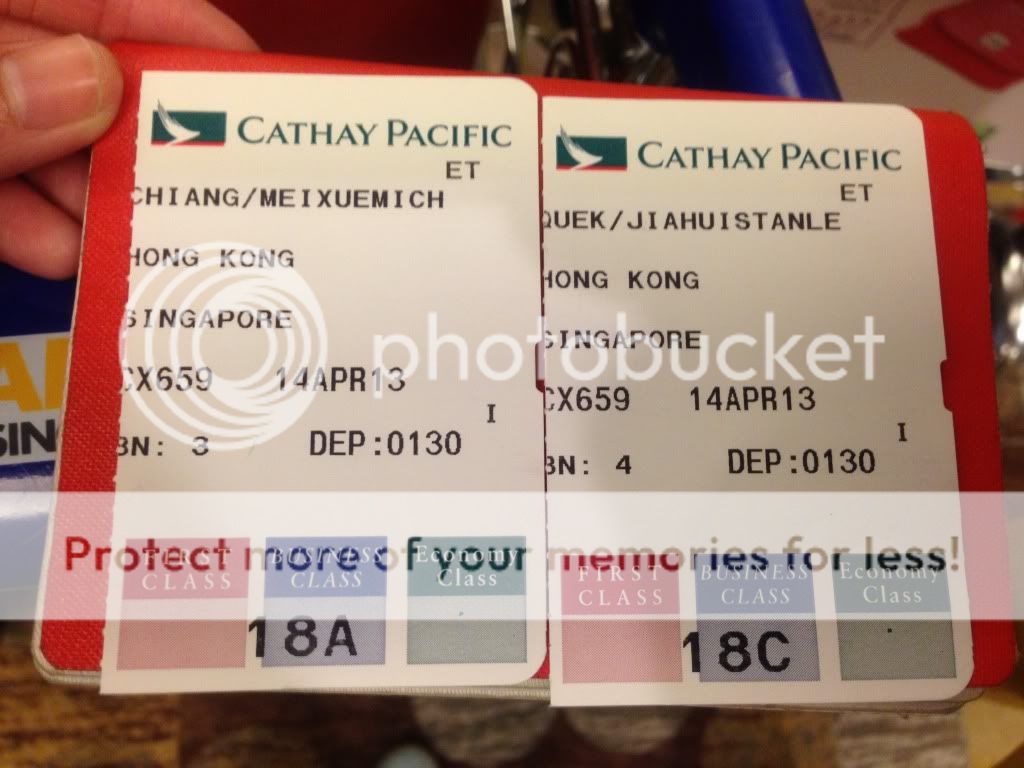 CATHAY PACIFIC
ET
CHIANG/MEIXUEMICH
HONG KONG
SINGAPORE
CX659 14APR13
I
BN: 3 DEP:0130
FIRST CLASS
BUSINESS CLASS
Economy Class
18A
CATHAY PACIFIC
ET
QUEK/JIAHUISTANLE
HONG KONG
SINGAPORE
CX659 14APR13
I
BN: 4 DEP:0130
FIRST CLASS
BUSINESS CLASS
Economy Class
18C
photobucket
Protect more of your memories for less!
SIN